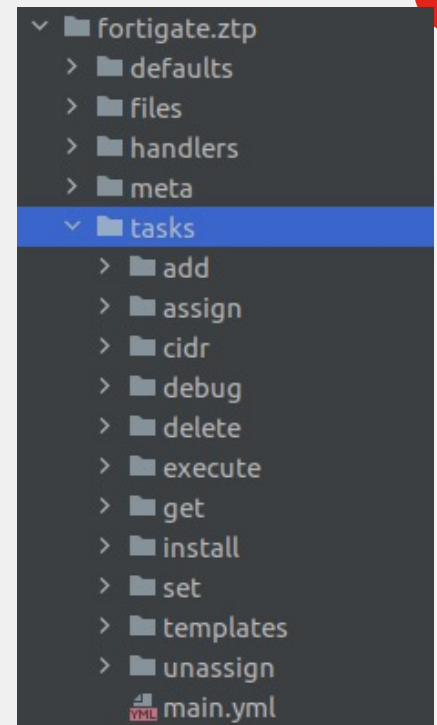 fortigate.ztp
defaults
files
handlers
meta
tasks
add
assign
cidr
debug
delete
execute
get
install
set
templates
unassign
YML main.yml